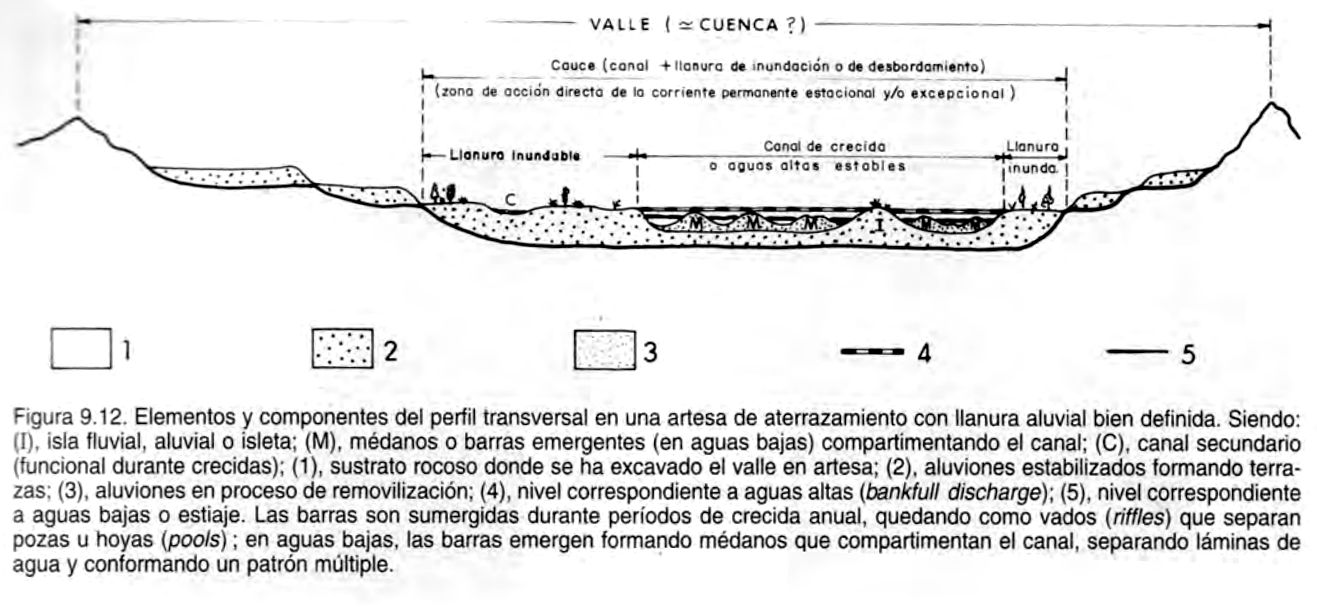 VALLE ( ≃ CUENCA ? )
Cauce (canal + llanura de inundación o de desbordamiento)
(zona de acción directa de la corriente permanente estacional y/o excepcional )
Llanura inundable
Canal de crecida
o aguas altas estables
Llanura
inunda.
C
M M M I M M
1 2 3 4 5
Figura 9.12. Elementos y componentes del perfil transversal en una artesa de aterrazamiento con llanura aluvial bien definida. Siendo:
(I), isla fluvial, aluvial o isleta; (M), médanos o barras emergentes (en aguas bajas) compartimentando el canal; (C), canal secundario
(funcional durante crecidas); (1), sustrato rocoso donde se ha excavado el valle en artesa; (2), aluviones estabilizados formando terra-
zas; (3), aluviones en proceso de removilización; (4), nivel correspondiente a aguas altas (bankfull discharge); (5), nivel correspondiente
a aguas bajas o estiaje. Las barras son sumergidas durante períodos de crecida anual, quedando como vados (riffles) que separan
pozas u hoyas (pools) ; en aguas bajas, las barras emergen formando médanos que compartimentan el canal, separando láminas de
agua y conformando un patrón múltiple.